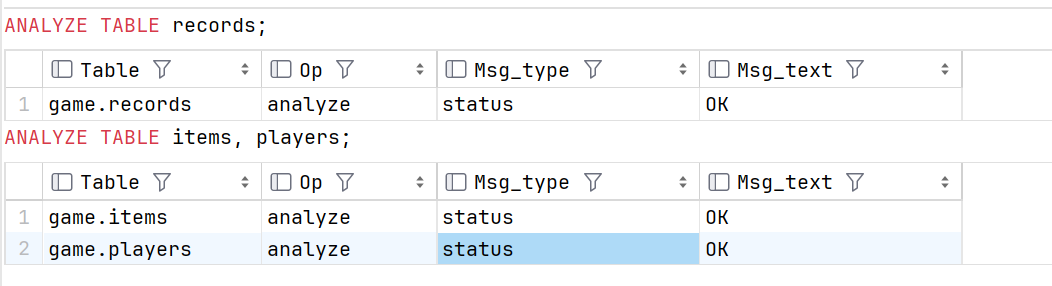 ANALYZE TABLE records;
Table Op Msg_type Msg_text
1 game.records analyze status OK
ANALYZE TABLE items, players;
Table Op Msg_type Msg_text
1 game.items analyze status OK
2 game.players analyze status OK